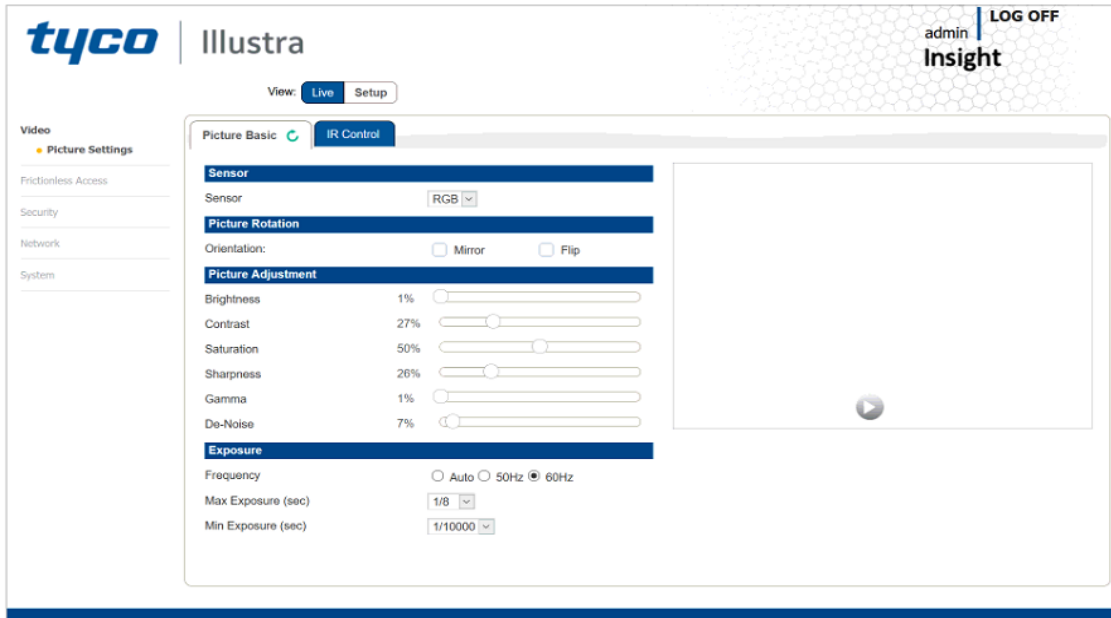 tyco | Illustra
LOG OFF
admin
Insight
View: Live Setup
Video
Picture Settings
Frictionless Access
Security
Network
System
Picture Basic IR Control
Sensor
Sensor RGB
Picture Rotation
Orientation: Mirror Flip
Picture Adjustment
Brightness 1%
Contrast 27%
Saturation 50%
Sharpness 26%
Gamma 1%
De-Noise 7%
Exposure
Frequency Auto 50Hz 60Hz
Max Exposure (sec) 1/8
Min Exposure (sec) 1/10000